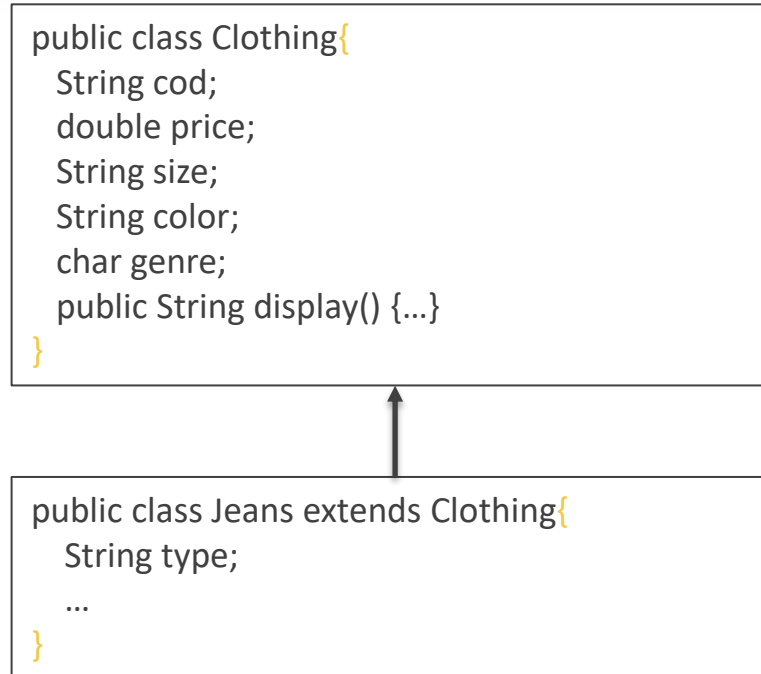 public class Clothing{
String cod;
double price;
String size;
String color;
char genre;
public String display() {…}
}
public class Jeans extends Clothing{
String type;
…
}